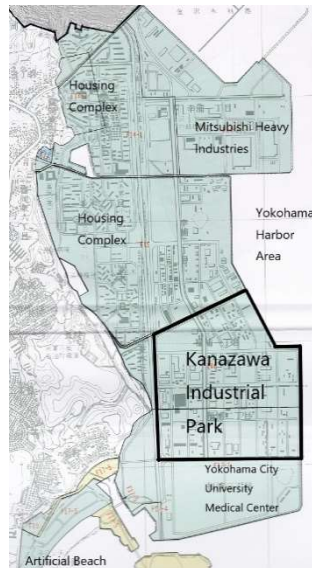 Housing
Complex
Mitsubishi Heavy
Industries
Housing
Complex
Yokohama
Harbor
Area
Kanazawa
Industrial
Park
Yokohama City
University
Medical Center
Artificial Beach